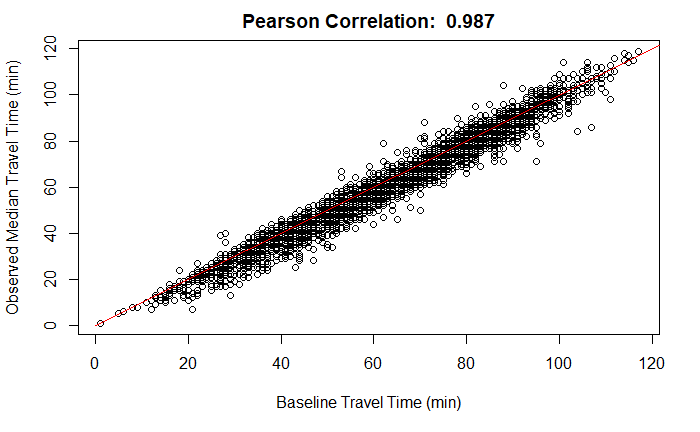 Pearson Correlation:  0.987
Observed Median Travel Time (min)
120
100
80
60
40
20
0
0 20 40 60 80 100 120
Baseline Travel Time (min)